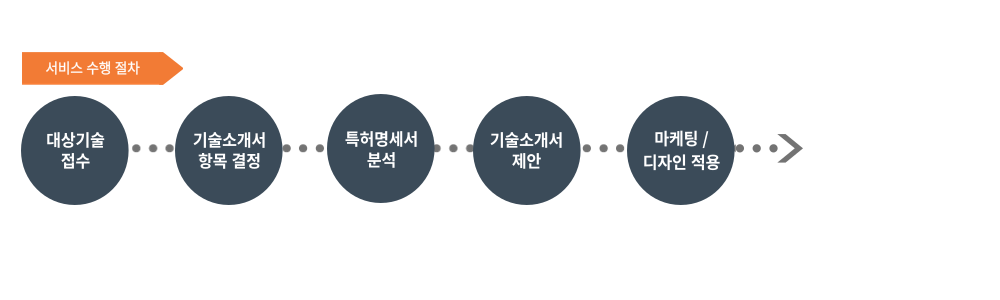 서비스 수행 절차
대상기술
접수
기술소개서
항목 결정
특허명세서
분석
기술소개서
제안
마케팅 /
디자인 적용